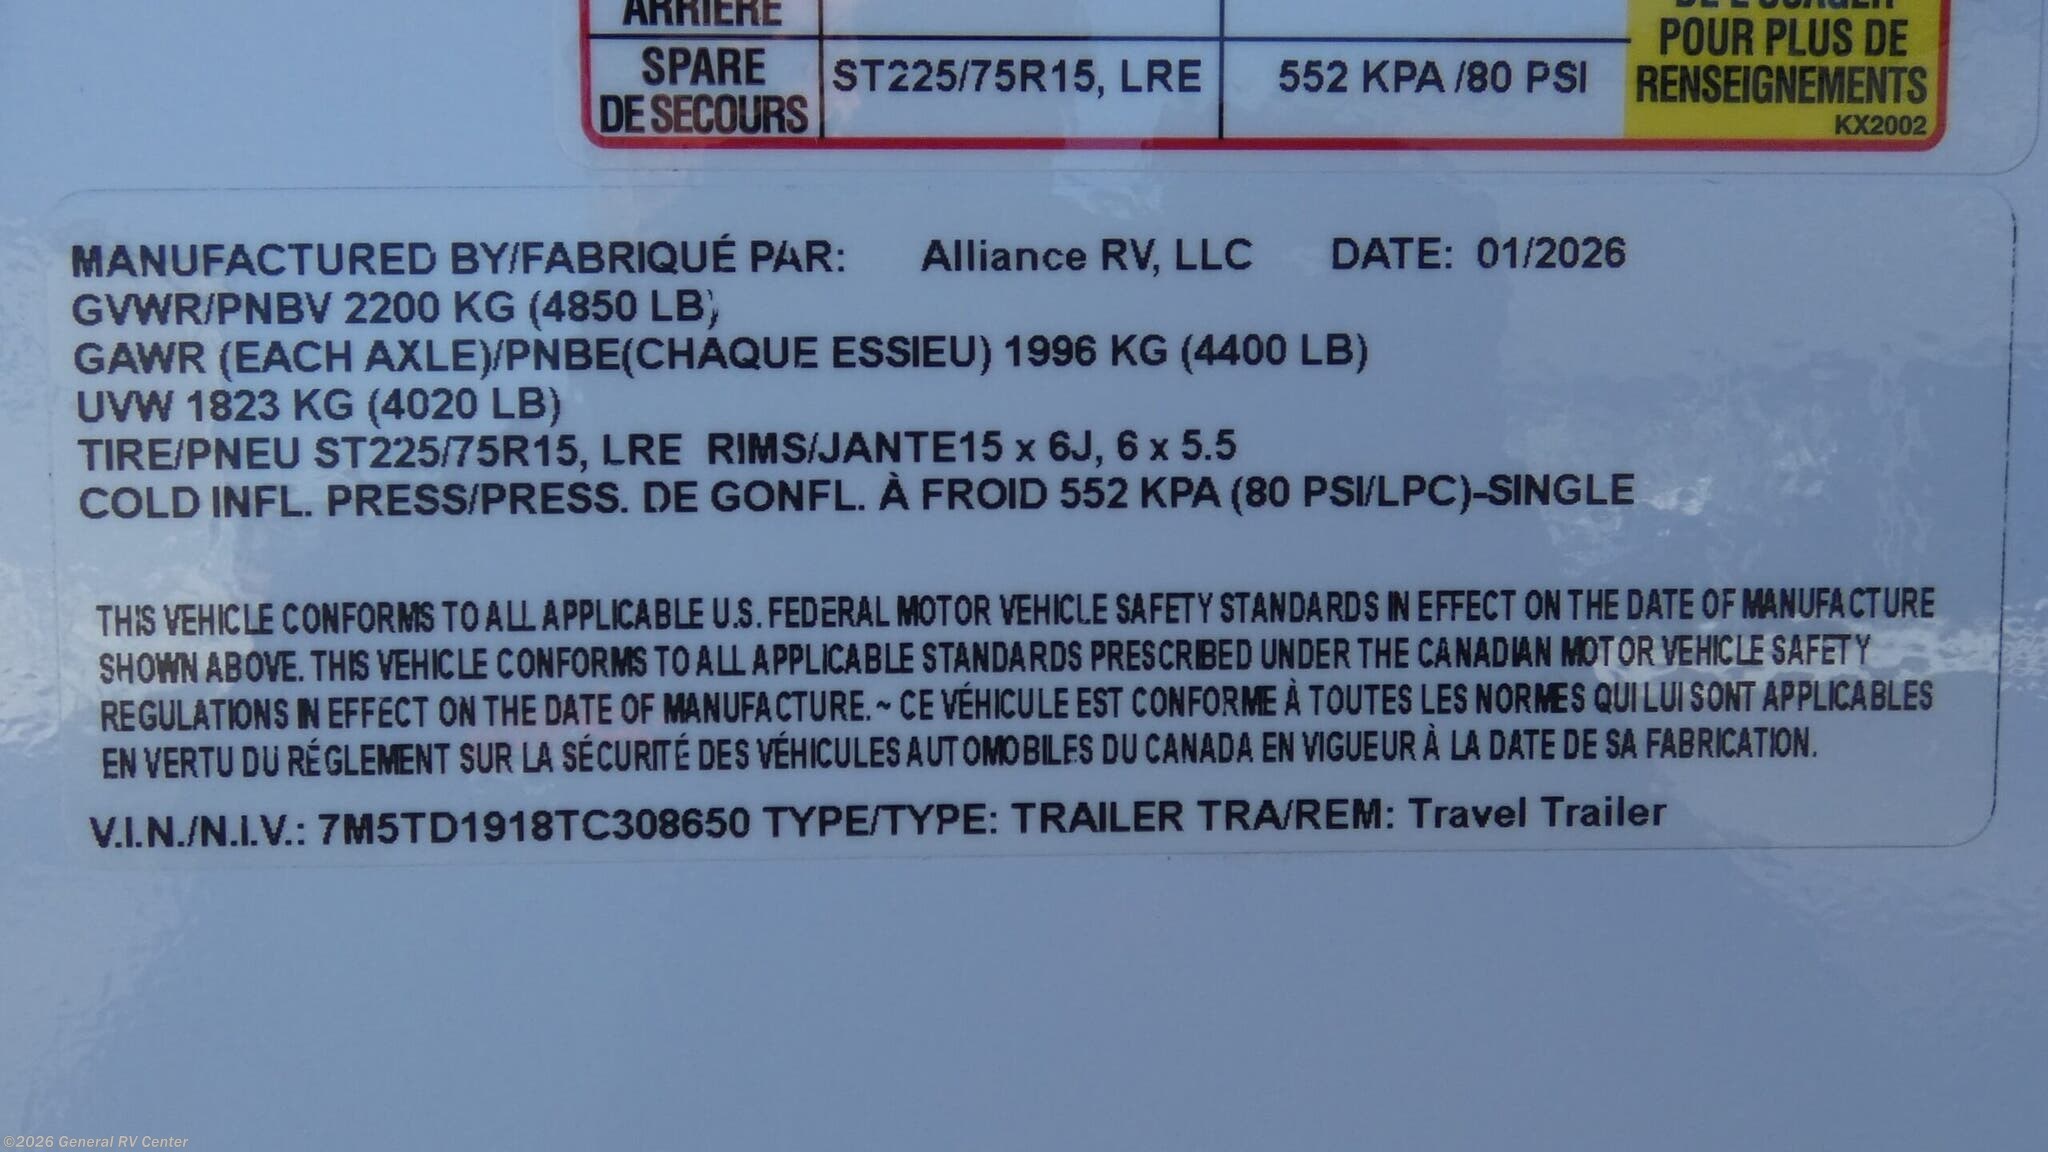 ARRIÈRE
DE L'USAGER
POUR PLUS DE
RENSEIGNEMENTS
KX2002
SPARE
DE SECOURS
ST225/75R15, LRE
552 KPA /80 PSI
MANUFACTURED BY/FABRIQUÉ PAR: Alliance RV, LLC DATE: 01/2026
GVWR/PNBV 2200 KG (4850 LB)
GAWR (EACH AXLE)/PNBE(CHAQUE ESSIEU) 1996 KG (4400 LB)
UVW 1823 KG (4020 LB)
TIRE/PNEU ST225/75R15, LRE RIMS/JANTE15 x 6J, 6 x 5.5
COLD INFL. PRESS/PRESS. DE GONFL. À FROID 552 KPA (80 PSI/LPC)-SINGLE
THIS VEHICLE CONFORMS TO ALL APPLICABLE U.S. FEDERAL MOTOR VEHICLE SAFETY STANDARDS IN EFFECT ON THE DATE OF MANUFACTURE
SHOWN ABOVE. THIS VEHICLE CONFORMS TO ALL APPLICABLE STANDARDS PRESCRIBED UNDER THE CANADIAN MOTOR VEHICLE SAFETY
REGULATIONS IN EFFECT ON THE DATE OF MANUFACTURE. ~ CE VÉHICULE EST CONFORME À TOUTES LES NORMES QUI LUI SONT APPLICABLES
EN VERTU DU RÉGLEMENT SUR LA SÉCURITÉ DES VÉHICULES AUTOMOBILES DU CANADA EN VIGUEUR À LA DATE DE SA FABRICATION.
V.I.N./N.I.V.: 7M5TD1918TC308650 TYPE/TYPE: TRAILER TRA/REM: Travel Trailer
©2026 General RV Center